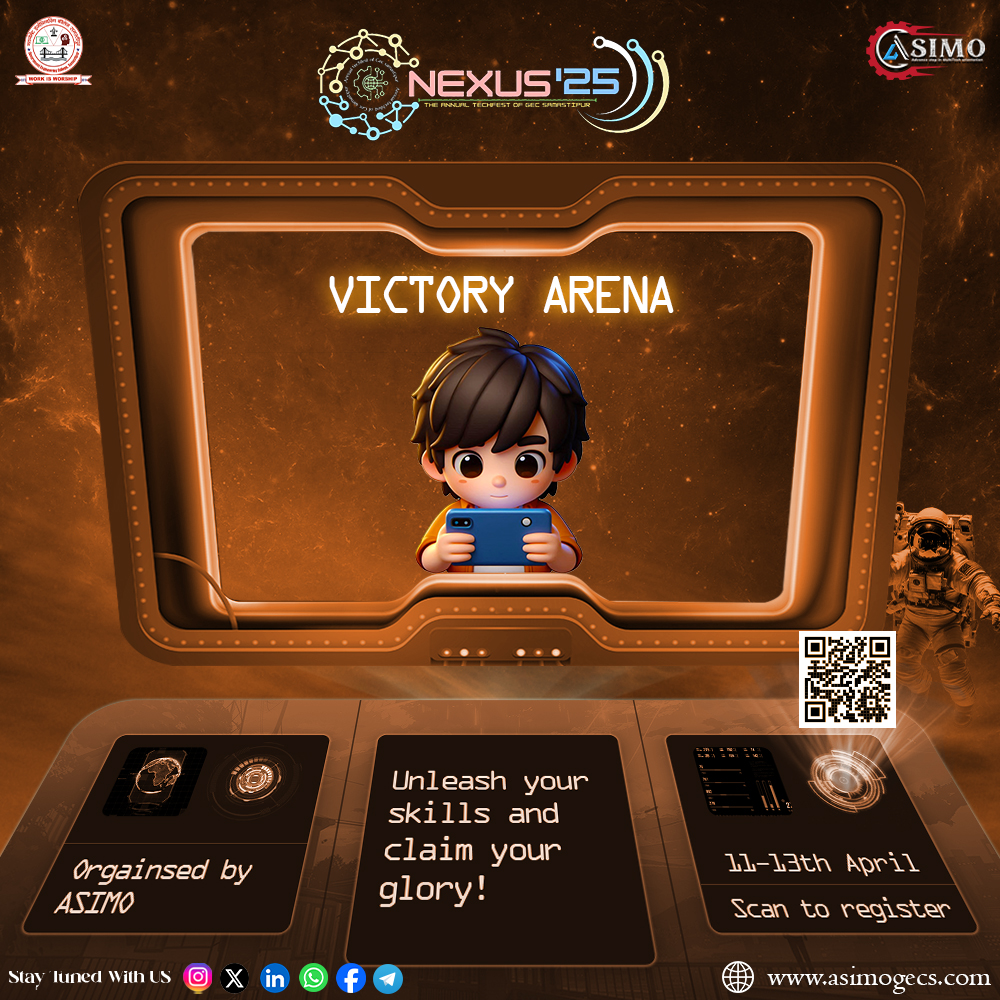 WORK IS WORSHIP
NEXUS'25
THE ANNUAL TECHFEST OF GEC SAMASTIPUR
ASIMO
VICTORY ARENA
Unleash your
skills and
claim your
glory!
Orgainsed by
ASIMO
11-13th April
Scan to register
Stay Tuned With US
www.asimogecs.com